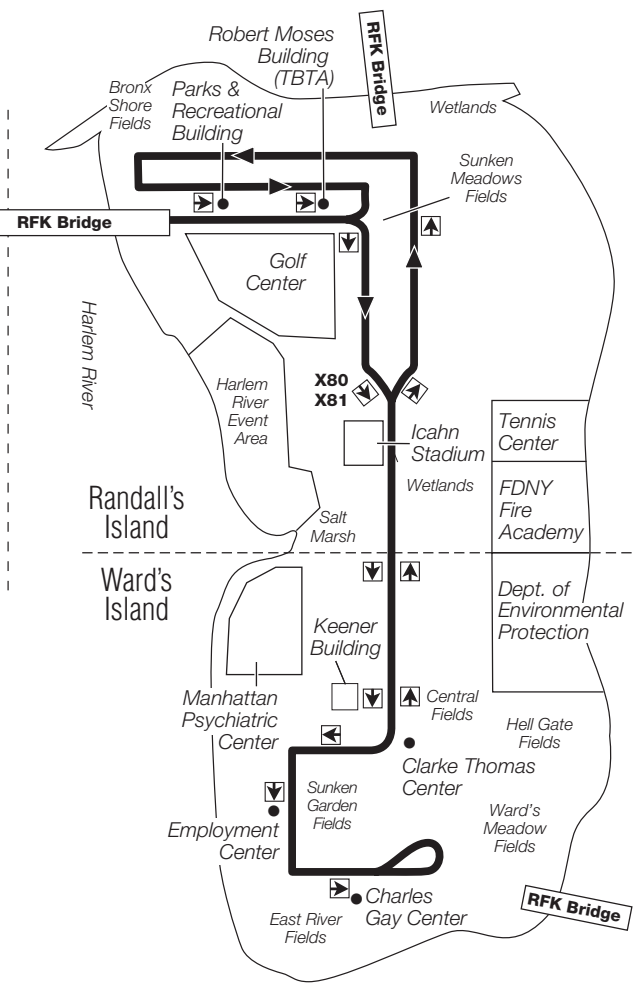 Robert Moses
Building
(TBTA)
RFK Bridge
Bronx
Shore
Fields
Parks &
Recreational
Building
Wetlands
Sunken
Meadows
Fields
RFK Bridge
Golf
Center
Harlem River
X80
X81
Harlem
River
Event
Area
Icahn
Stadium
Tennis
Center
Wetlands
FDNY
Fire
Academy
Randall's
Island
Salt
Marsh
Ward's
Island
Dept. of
Environmental
Protection
Keener
Building
Manhattan
Psychiatric
Center
Central
Fields
Hell Gate
Fields
Clarke Thomas
Center
Sunken
Garden
Fields
Ward's
Meadow
Fields
Employment
Center
Charles
Gay Center
East River
Fields
RFK Bridge